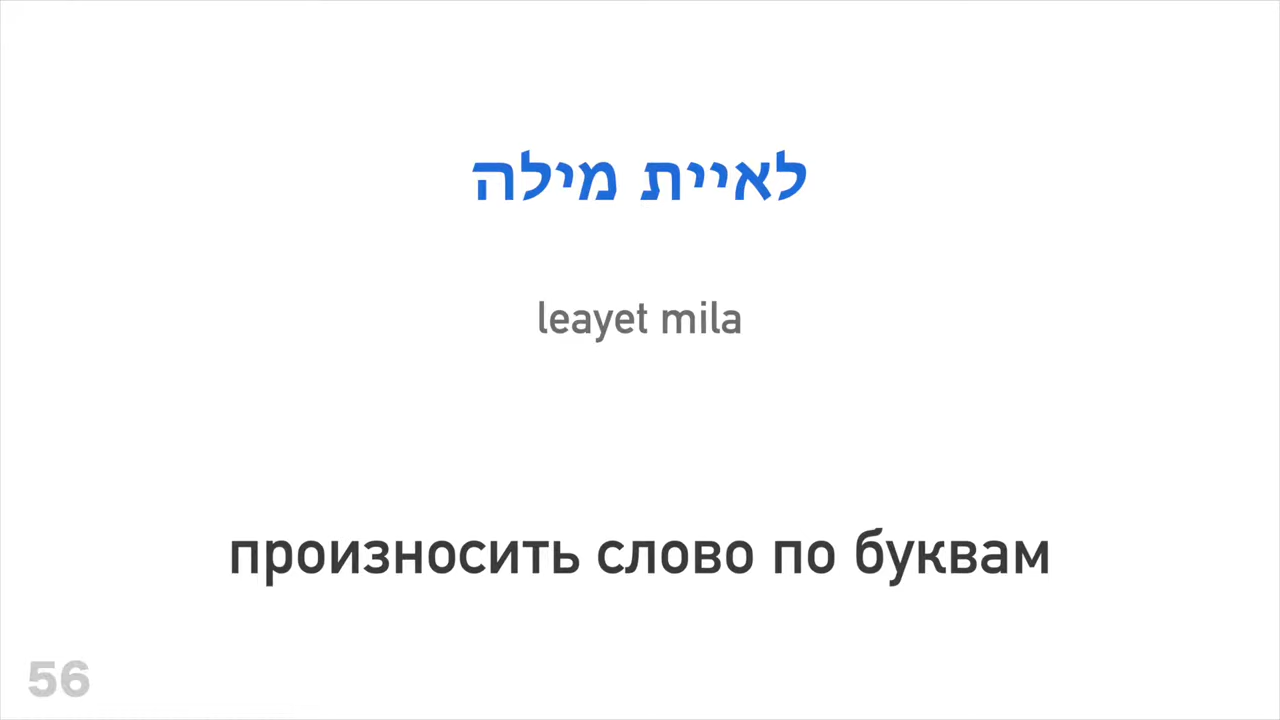 לאיית מילה
leayet mila
произносить слово по буквам
56